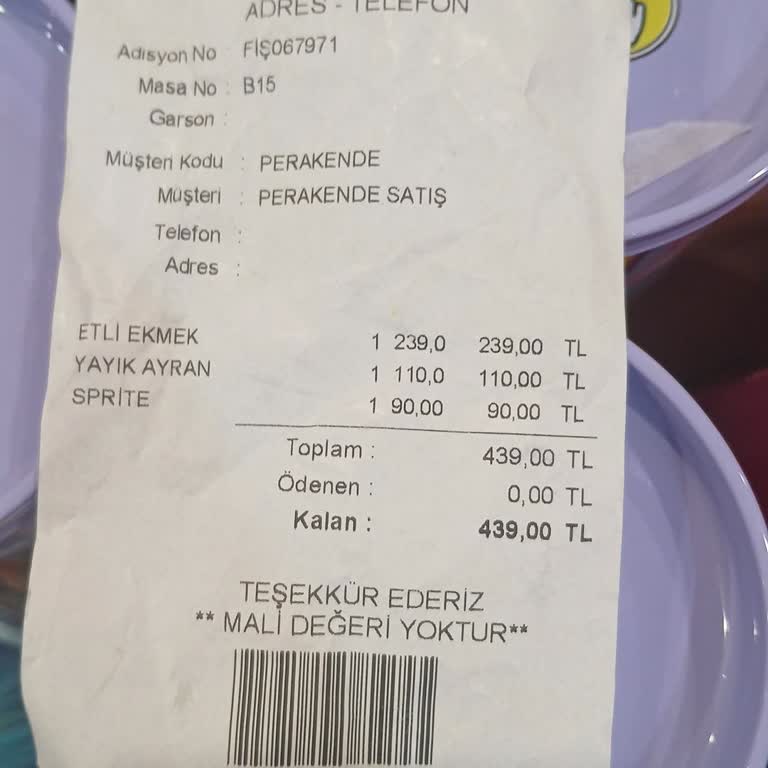 ADRES - TELEFON
Adisyon No : FİŞ067971
Masa No : B15
Garson :
Müşteri Kodu : PERAKENDE
Müşteri : PERAKENDE SATIŞ
Telefon :
Adres :
ETLİ EKMEK 1 239,0 239,00 TL
YAYIK AYRAN 1 110,0 110,00 TL
SPRİTE 1 90,00 90,00 TL
Toplam : 439,00 TL
Ödenen : 0,00 TL
Kalan : 439,00 TL
TEŞEKKÜR EDERİZ
** MALİ DEĞERİ YOKTUR**